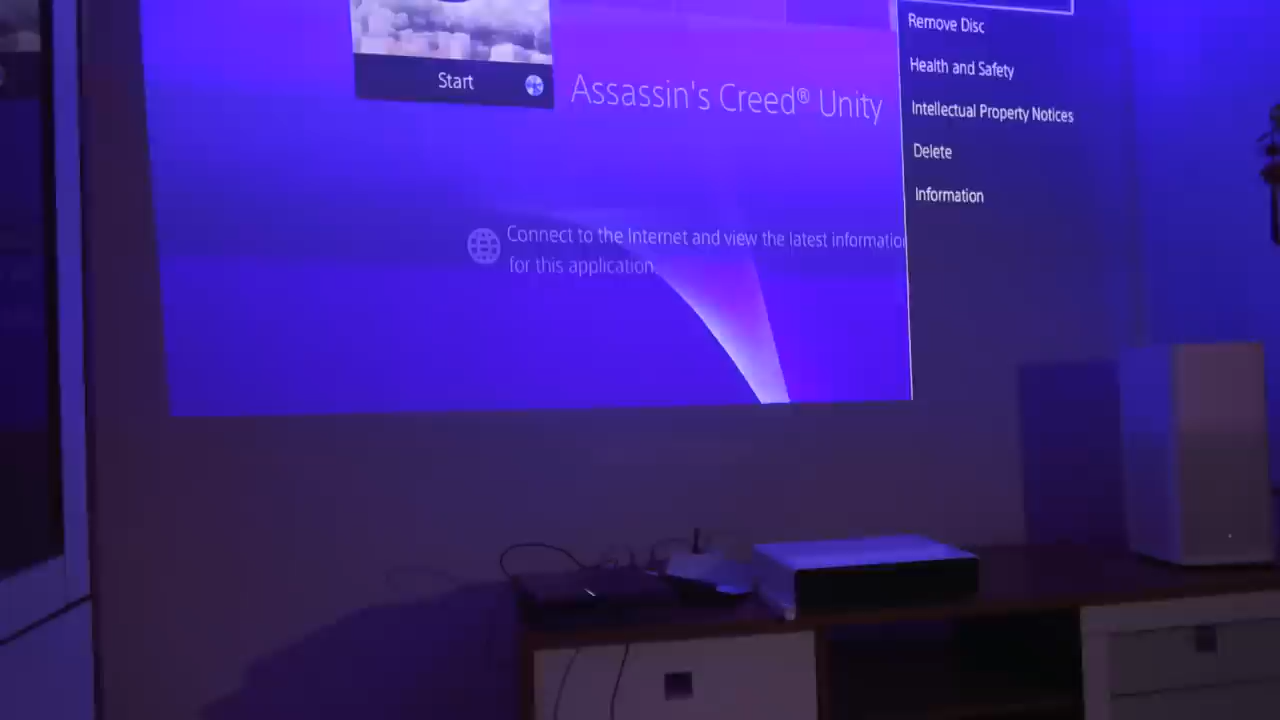 Start
Assassin's Creed® Unity
Connect to the Internet and view the latest informatio
for this application.
Remove Disc
Health and Safety
Intellectual Property Notices
Delete
Information